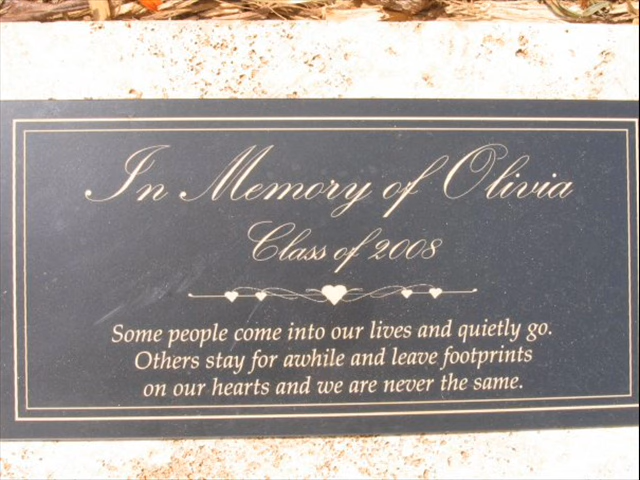 In Memory of Olivia
Class of 2008
Some people come into our lives and quietly go.
Others stay for awhile and leave footprints
on our hearts and we are never the same.